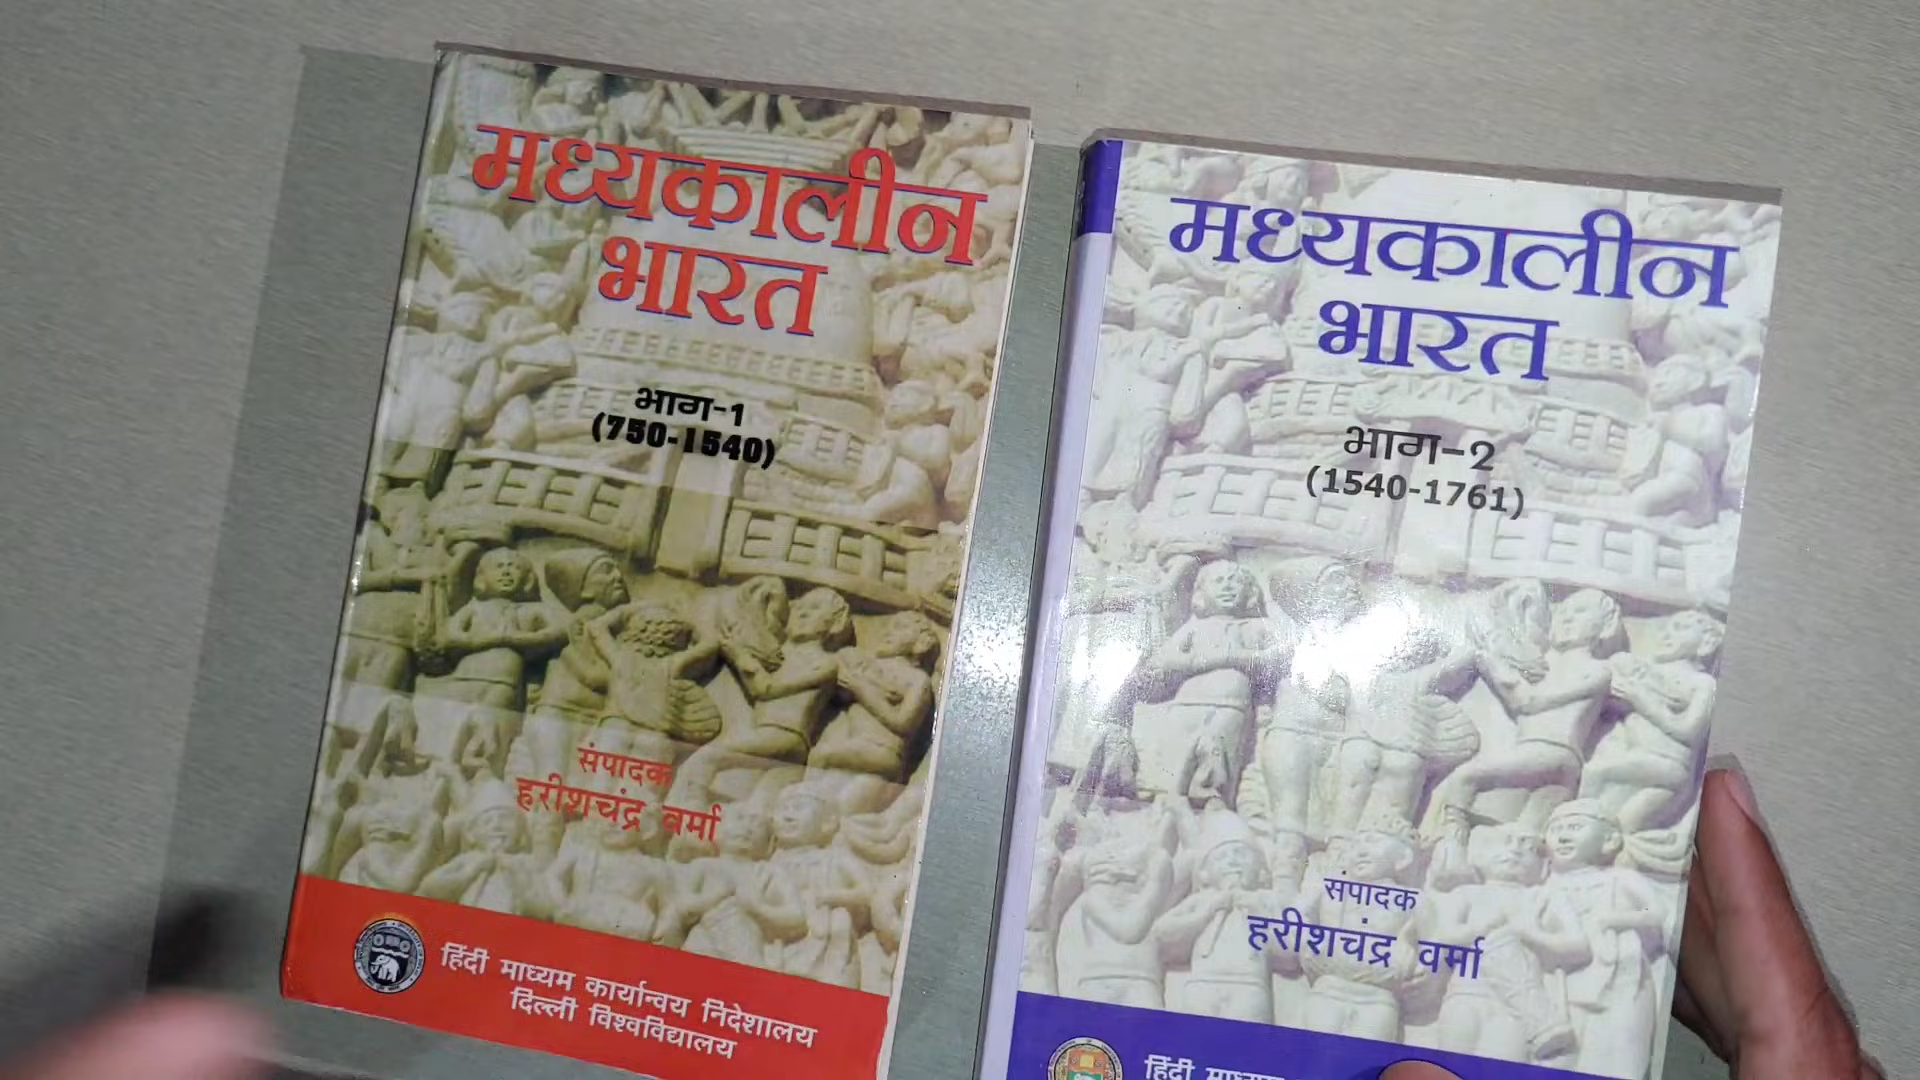 मध्यकालीन
भारत
भाग-1
(750-1540)
संपादक
हरीशचंद्र वर्मा
हिंदी माध्यम कार्यान्वय निदेशालय
दिल्ली विश्वविद्यालय
मध्यकालीन
भारत
भाग-2
(1540-1761)
संपादक
हरीशचंद्र वर्मा
हिंदी माध्यम